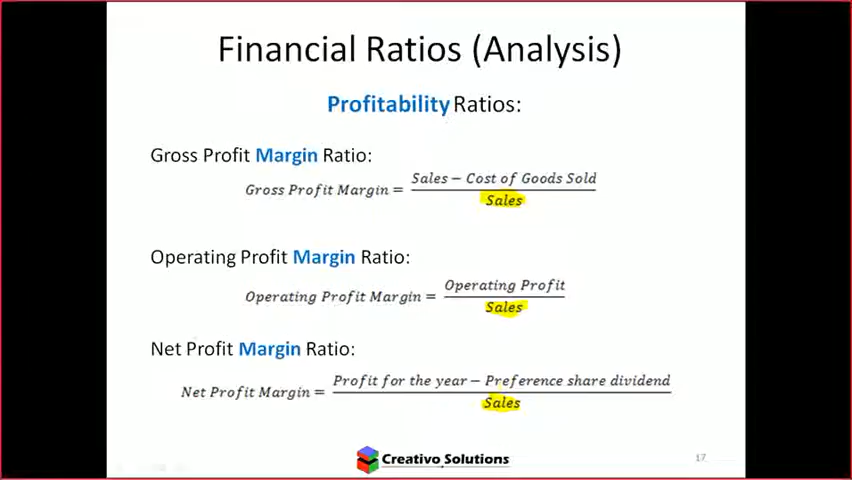 Financial Ratios (Analysis)
Profitability Ratios:
Gross Profit Margin Ratio:
Gross Profit Margin = Sales − Cost of Goods Sold
Sales
Operating Profit Margin Ratio:
Operating Profit Margin = Operating Profit
Sales
Net Profit Margin Ratio:
Net Profit Margin = Profit for the year − Preference share dividend
Sales
Creativo Solutions
17